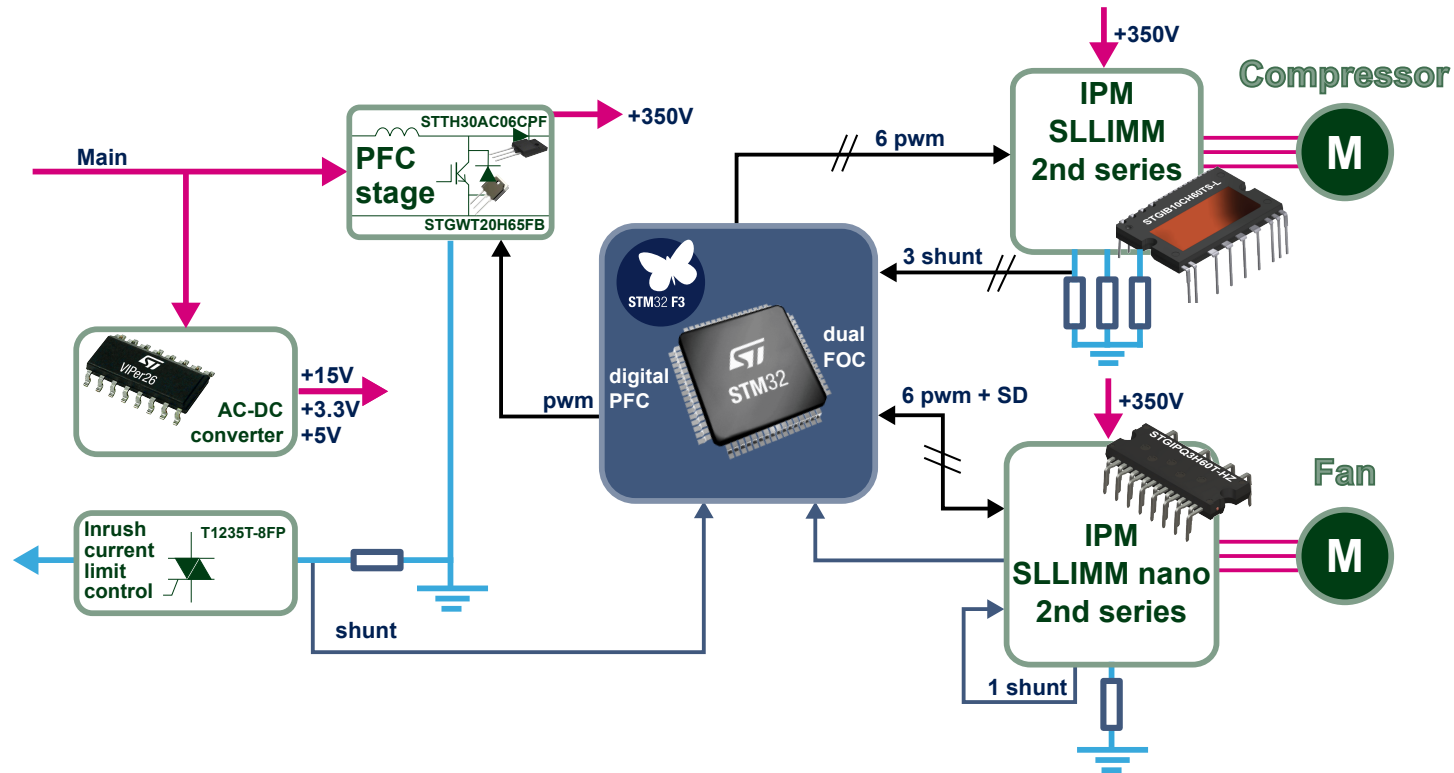 +350V
Compressor
IPM
SLLIMM
2nd series
M
STGIB10CH60TS-L
STTH30AC06CPF
PFC
stage
STGWT20H65FB
+350V
Main
6 pwm
3 shunt
STM32 F3
dual
FOC
ST
STM32
digital
PFC
pwm
ST
VIPer26
AC-DC
converter
+15V
+3.3V
+5V
6 pwm + SD
+350V
STGIPQ3H60T-HZ
Fan
IPM
SLLIMM nano
2nd series
M
1 shunt
Inrush
current
limit
control
T1235T-8FP
shunt